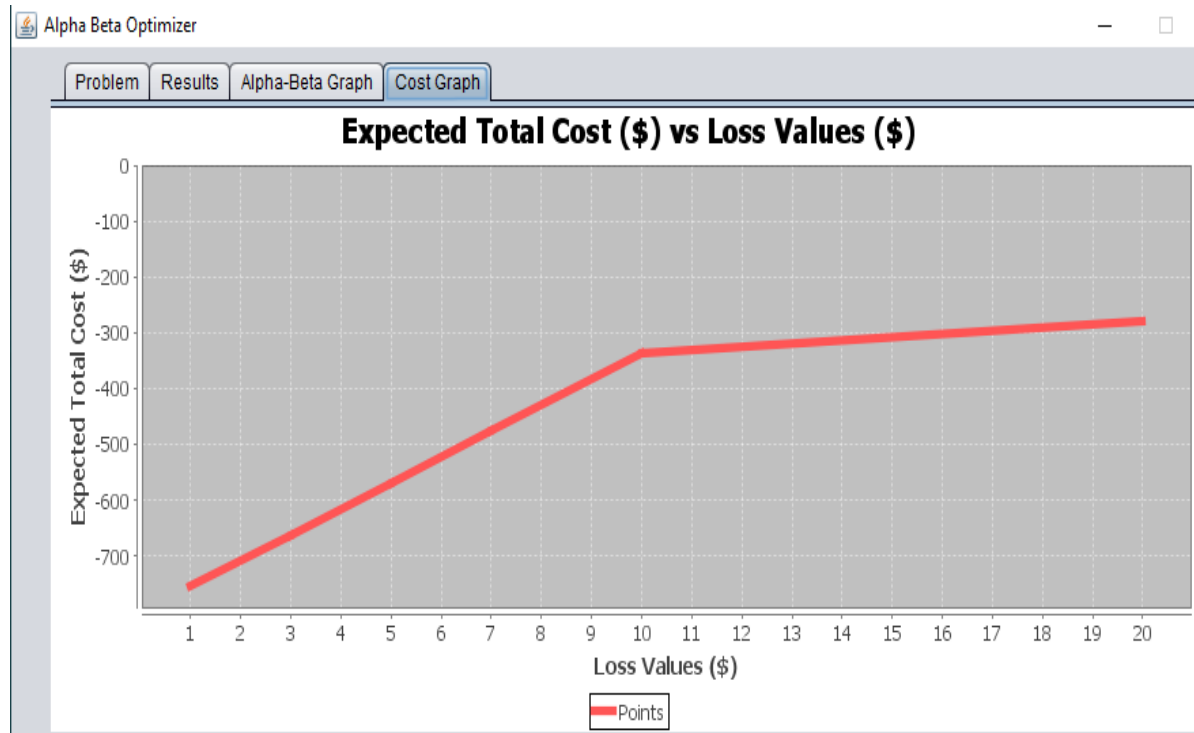 Alpha Beta Optimizer
Problem Results Alpha-Beta Graph Cost Graph
Expected Total Cost ($) vs Loss Values ($)
Expected Total Cost ($)
0
-100
-200
-300
-400
-500
-600
-700
1 2 3 4 5 6 7 8 9 10 11 12 13 14 15 16 17 18 19 20
Loss Values ($)
Points